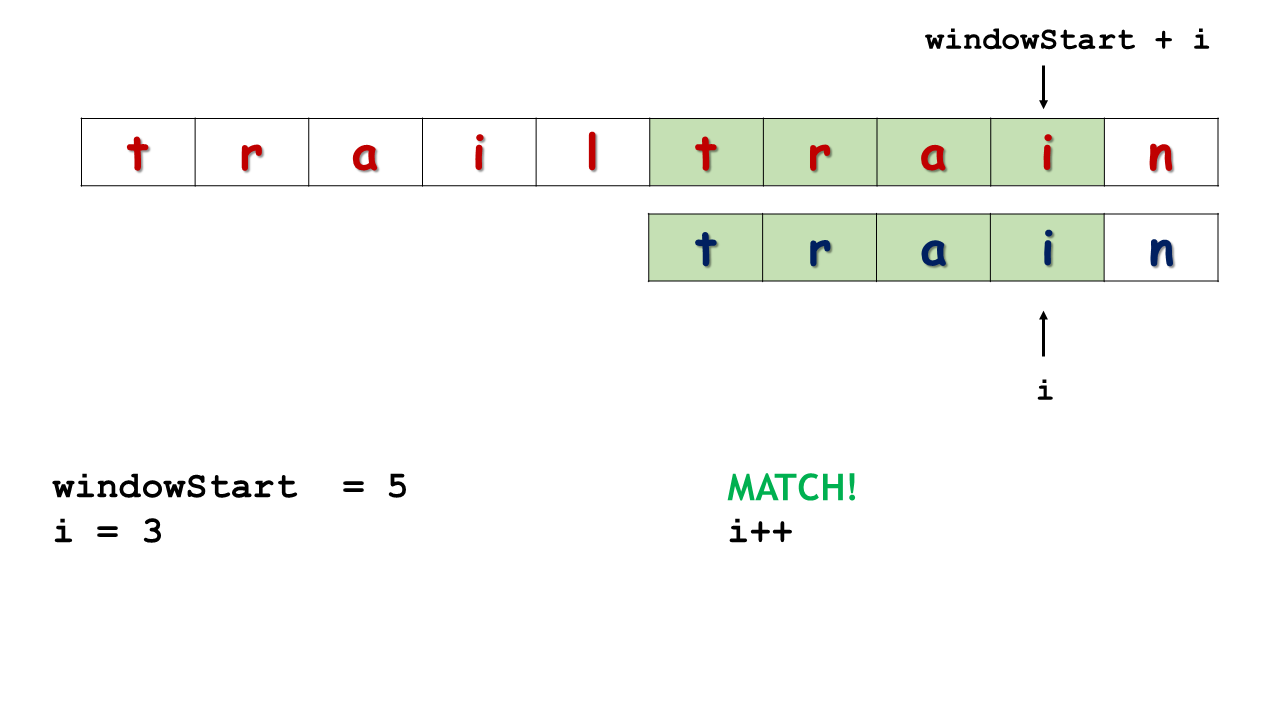 windowStart + i
t r a i l t r a i n
t r a i n
i
windowStart = 5
MATCH!
i = 3
i++